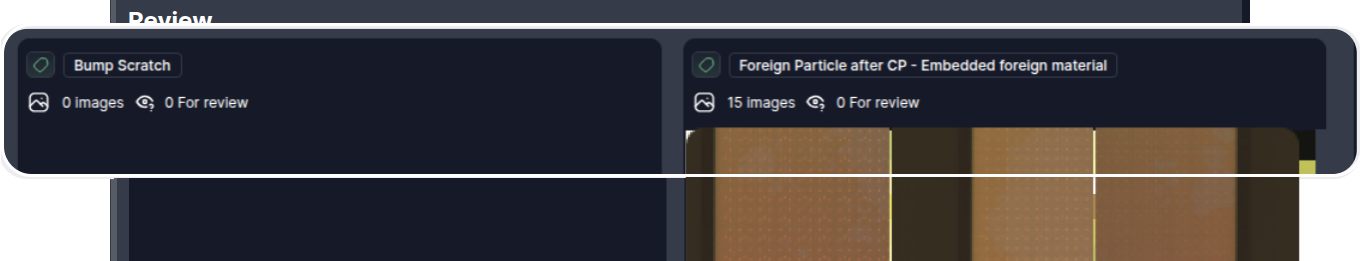 Review
Bump Scratch
0 images 0 For review
Foreign Particle after CP - Embedded foreign material
15 images 0 For review